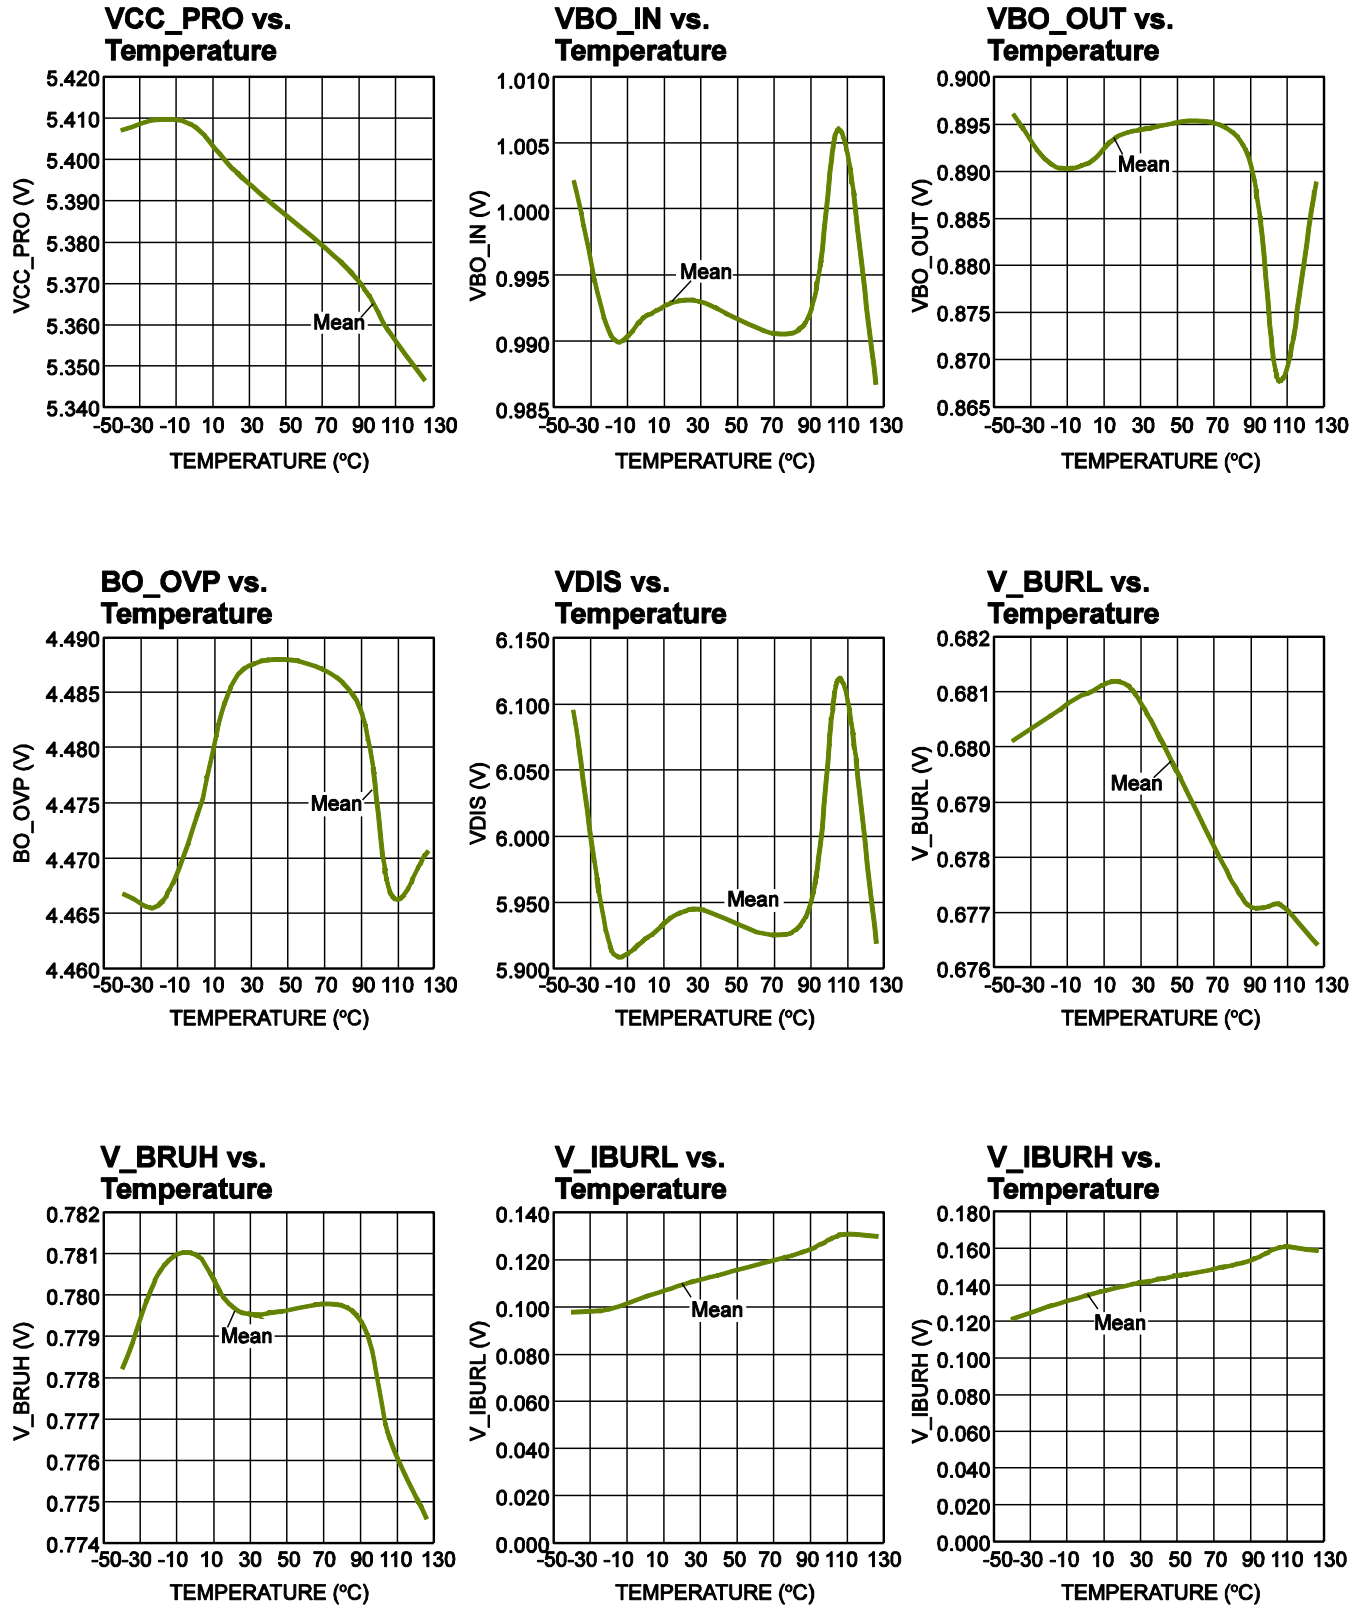 VCC_PRO vs.
Temperature
5.420
5.410
5.400
5.390
5.380
5.370
5.360
5.350
5.340
VCC_PRO (V)
Mean
-50-30 -10 10 30 50 70 90 110 130
TEMPERATURE (ºC)
VBO_IN vs.
Temperature
1.010
1.005
1.000
0.995
0.990
0.985
VBO_IN (V)
Mean
-50-30 -10 10 30 50 70 90 110 130
TEMPERATURE (ºC)
VBO_OUT vs.
Temperature
0.900
0.895
0.890
0.885
0.880
0.875
0.870
0.865
VBO_OUT (V)
Mean
-50-30 -10 10 30 50 70 90 110 130
TEMPERATURE (ºC)
BO_OVP vs.
Temperature
4.490
4.485
4.480
4.475
4.470
4.465
4.460
BO_OVP (V)
Mean
-50-30 -10 10 30 50 70 90 110 130
TEMPERATURE (ºC)
VDIS vs.
Temperature
6.150
6.100
6.050
6.000
5.950
5.900
VDIS (V)
Mean
-50-30 -10 10 30 50 70 90 110 130
TEMPERATURE (ºC)
V_BURL vs.
Temperature
0.682
0.681
0.680
0.679
0.678
0.677
0.676
V_BURL (V)
Mean
-50-30 -10 10 30 50 70 90 110 130
TEMPERATURE (ºC)
V_BRUH vs.
Temperature
0.782
0.781
0.780
0.779
0.778
0.777
0.776
0.775
0.774
V_BRUH (V)
Mean
-50-30 -10 10 30 50 70 90 110 130
TEMPERATURE (ºC)
V_IBURL vs.
Temperature
0.140
0.120
0.100
0.080
0.060
0.040
0.020
0.000
V_IBURL (V)
Mean
-50-30 -10 10 30 50 70 90 110 130
TEMPERATURE (ºC)
V_IBURH vs.
Temperature
0.180
0.160
0.140
0.120
0.100
0.080
0.060
0.040
0.020
0.000
V_IBURH (V)
Mean
-50-30 -10 10 30 50 70 90 110 130
TEMPERATURE (ºC)